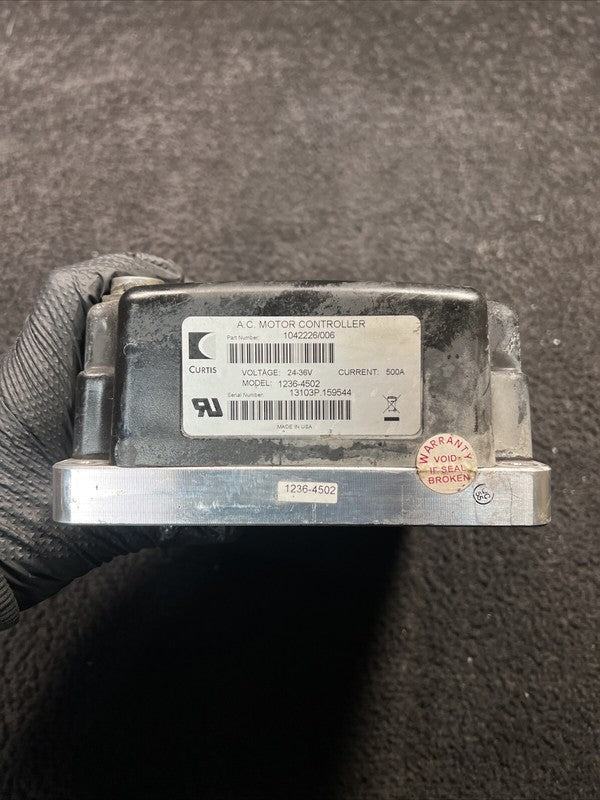 A.C. MOTOR CONTROLLER
Part Number: 1042226/006
CURTIS
VOLTAGE: 24-36V CURRENT: 500A
MODEL: 1236-4502
Serial Number: 13103P.159544
MADE IN USA
WARRANTY
VOID
IF SEAL
BROKEN
1236-4502